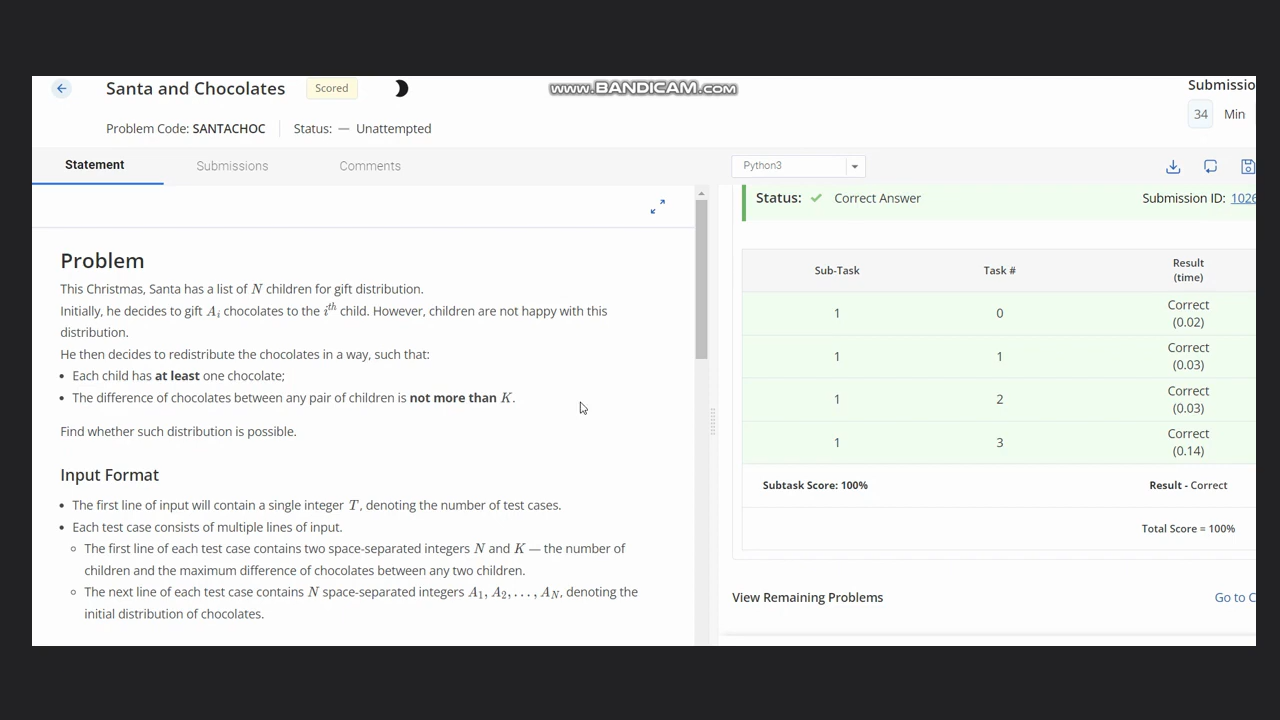 Santa and Chocolates
Scored
www.BANDICAM.com
Submissio
Problem Code: SANTACHOC
Status: — Unattempted
34 Min
Statement
Submissions
Comments
Python3
Status: ✓ Correct Answer
Submission ID: 1026
Problem
This Christmas, Santa has a list of N children for gift distribution.
Initially, he decides to gift A_i chocolates to the i^th child. However, children are not happy with this
distribution.
He then decides to redistribute the chocolates in a way, such that:
• Each child has at least one chocolate;
• The difference of chocolates between any pair of children is not more than K.
Find whether such distribution is possible.
Input Format
• The first line of input will contain a single integer T, denoting the number of test cases.
• Each test case consists of multiple lines of input.
◦ The first line of each test case contains two space-separated integers N and K — the number of
children and the maximum difference of chocolates between any two children.
◦ The next line of each test case contains N space-separated integers A_1, A_2, ..., A_N, denoting the
initial distribution of chocolates.
Sub-Task
Task #
Result
(time)
1 0 Correct
(0.02)
1 1 Correct
(0.03)
1 2 Correct
(0.03)
1 3 Correct
(0.14)
Subtask Score: 100%
Result - Correct
Total Score = 100%
View Remaining Problems
Go to C